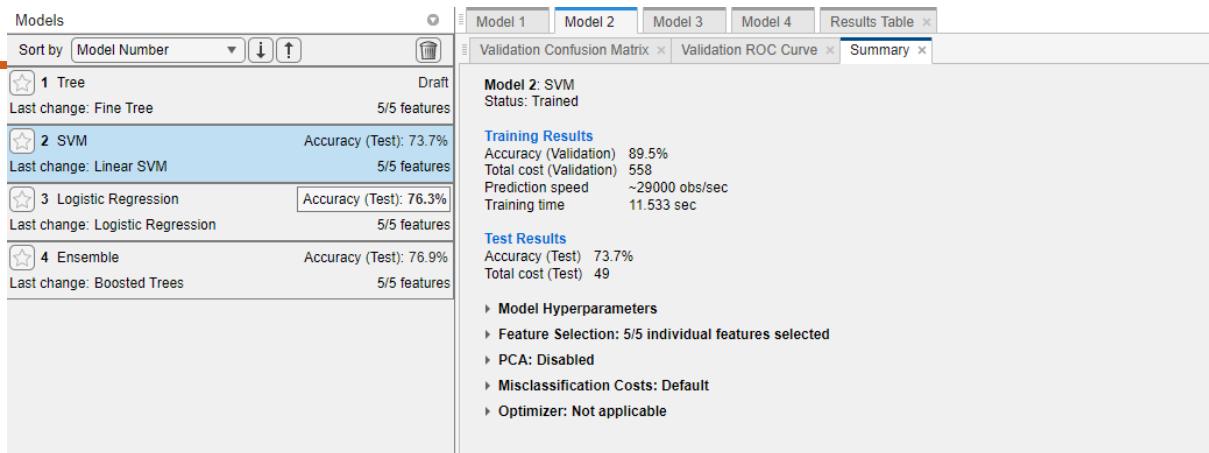 Models
Sort by Model Number
1 Tree Draft
Last change: Fine Tree 5/5 features
2 SVM Accuracy (Test): 73.7%
Last change: Linear SVM 5/5 features
3 Logistic Regression Accuracy (Test): 76.3%
Last change: Logistic Regression 5/5 features
4 Ensemble Accuracy (Test): 76.9%
Last change: Boosted Trees 5/5 features
Model 1 Model 2 Model 3 Model 4 Results Table
Validation Confusion Matrix Validation ROC Curve Summary
Model 2: SVM
Status: Trained
Training Results
Accuracy (Validation) 89.5%
Total cost (Validation) 558
Prediction speed ~29000 obs/sec
Training time 11.533 sec
Test Results
Accuracy (Test) 73.7%
Total cost (Test) 49
Model Hyperparameters
Feature Selection: 5/5 individual features selected
PCA: Disabled
Misclassification Costs: Default
Optimizer: Not applicable